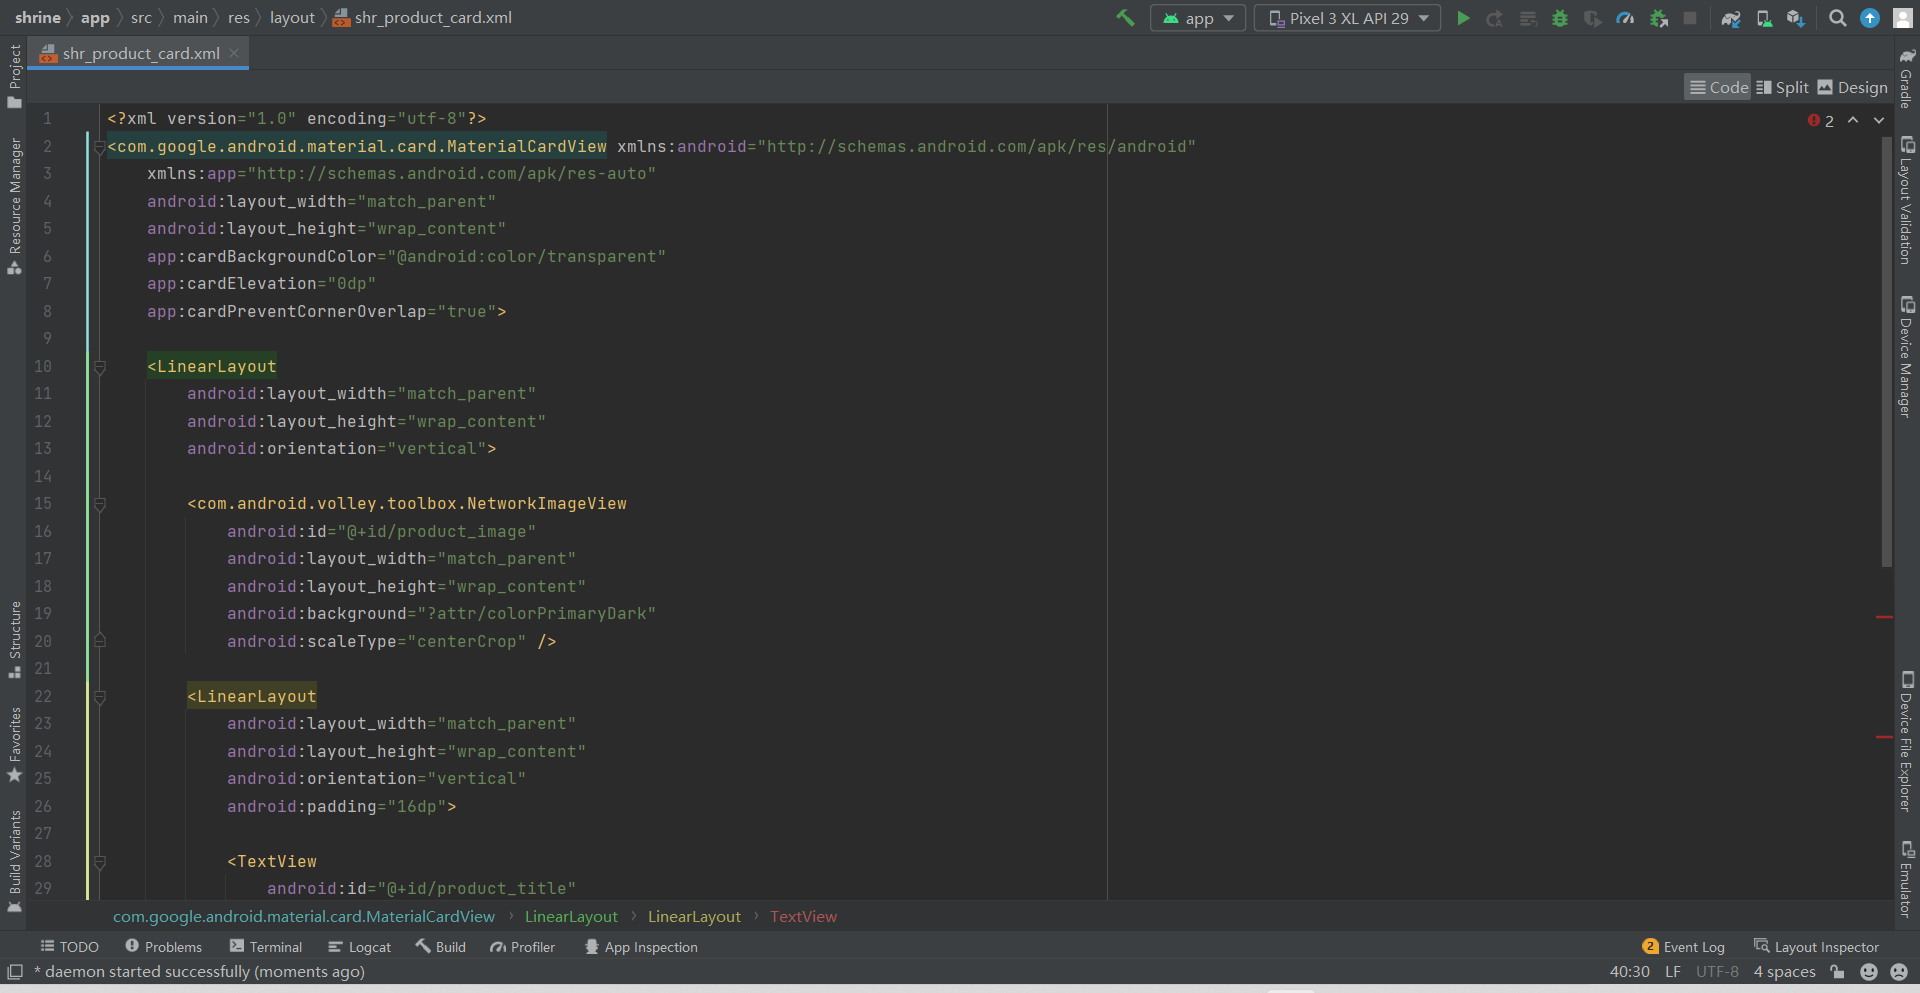 shrine app src main res layout shr_product_card.xml app Pixel 3 XL API 29
shr_product_card.xml
Code Split Design
2
1 <?xml version="1.0" encoding="utf-8"?>
2 <com.google.android.material.card.MaterialCardView xmlns:android="http://schemas.android.com/apk/res/android"
3 xmlns:app="http://schemas.android.com/apk/res-auto"
4 android:layout_width="match_parent"
5 android:layout_height="wrap_content"
6 app:cardBackgroundColor="@android:color/transparent"
7 app:cardElevation="0dp"
8 app:cardPreventCornerOverlap="true">
9
10 <LinearLayout
11 android:layout_width="match_parent"
12 android:layout_height="wrap_content"
13 android:orientation="vertical">
14
15 <com.android.volley.toolbox.NetworkImageView
16 android:id="@+id/product_image"
17 android:layout_width="match_parent"
18 android:layout_height="wrap_content"
19 android:background="?attr/colorPrimaryDark"
20 android:scaleType="centerCrop" />
21
22 <LinearLayout
23 android:layout_width="match_parent"
24 android:layout_height="wrap_content"
25 android:orientation="vertical"
26 android:padding="16dp">
27
28 <TextView
29 android:id="@+id/product_title"
com.google.android.material.card.MaterialCardView LinearLayout LinearLayout TextView
TODO Problems Terminal Logcat Build Profiler App Inspection 2 Event Log Layout Inspector
* daemon started successfully (moments ago) 40:30 LF UTF-8 4 spaces
Project
Resource Manager
Structure
Favorites
Build Variants
Gradle
Layout Validation
Device Manager
Device File Explorer
Emulator